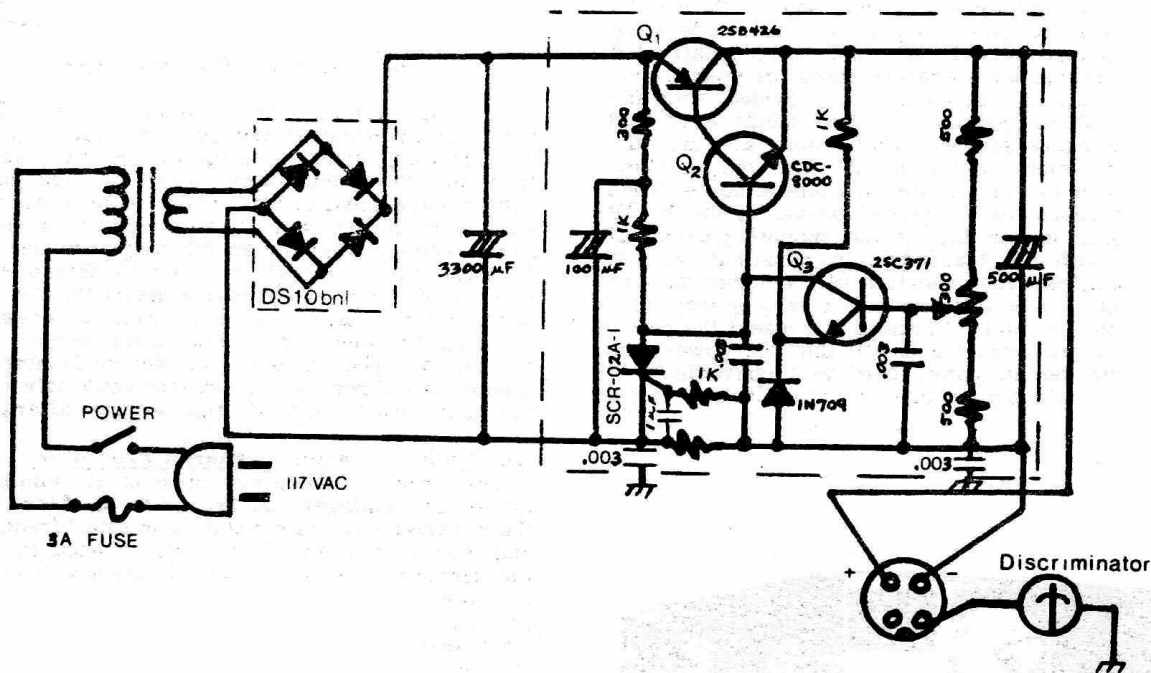 Q1
2SB426
300
1K
500
Q2
CDC-
8000
1K
3300 µF
100 µF
Q3
2SC371
300
500 µF
DS10bnl
SCR-02A-1
.003
1K
.003
1N709
500
POWER
.003
.003
117 VAC
3A FUSE
+
-
Discriminator